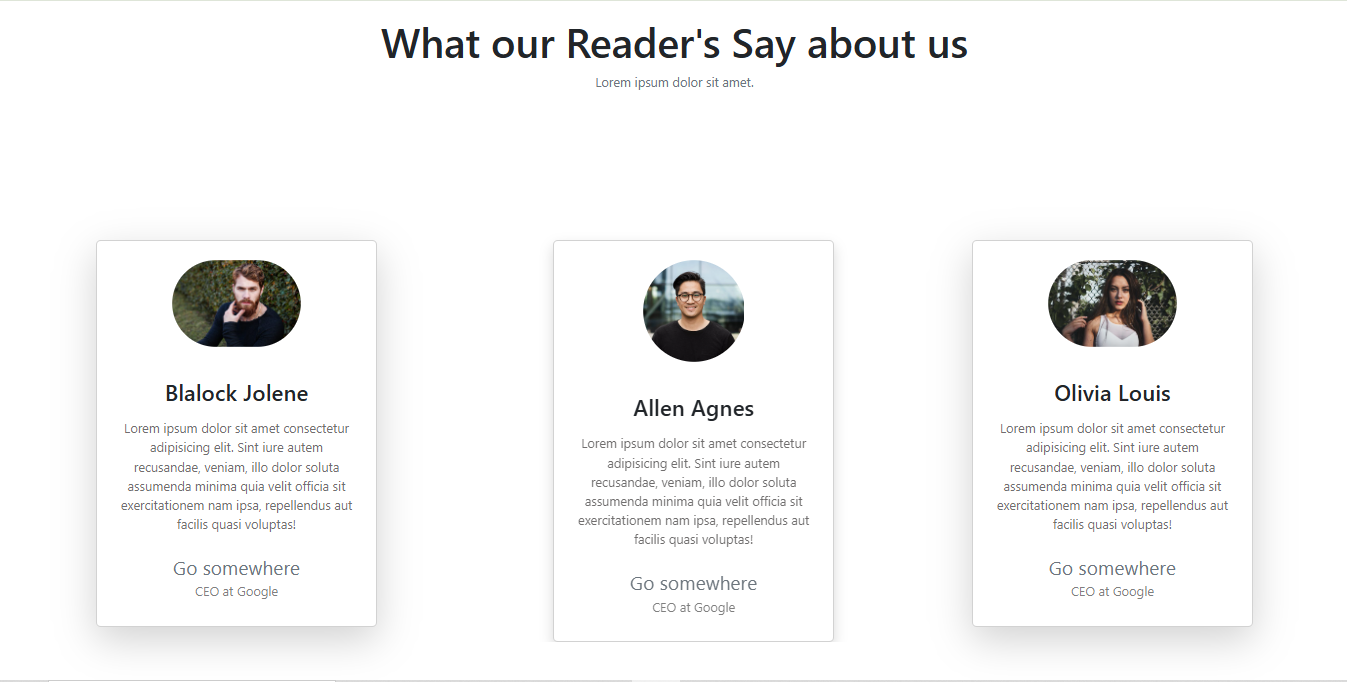 What our Reader's Say about us
Lorem ipsum dolor sit amet.
Blalock Jolene
Lorem ipsum dolor sit amet consectetur
adipisicing elit. Sint iure autem
recusandae, veniam, illo dolor soluta
assumenda minima quia velit officia sit
exercitationem nam ipsa, repellendus aut
facilis quasi voluptas!
Go somewhere
CEO at Google
Allen Agnes
Lorem ipsum dolor sit amet consectetur
adipisicing elit. Sint iure autem
recusandae, veniam, illo dolor soluta
assumenda minima quia velit officia sit
exercitationem nam ipsa, repellendus aut
facilis quasi voluptas!
Go somewhere
CEO at Google
Olivia Louis
Lorem ipsum dolor sit amet consectetur
adipisicing elit. Sint iure autem
recusandae, veniam, illo dolor soluta
assumenda minima quia velit officia sit
exercitationem nam ipsa, repellendus aut
facilis quasi voluptas!
Go somewhere
CEO at Google